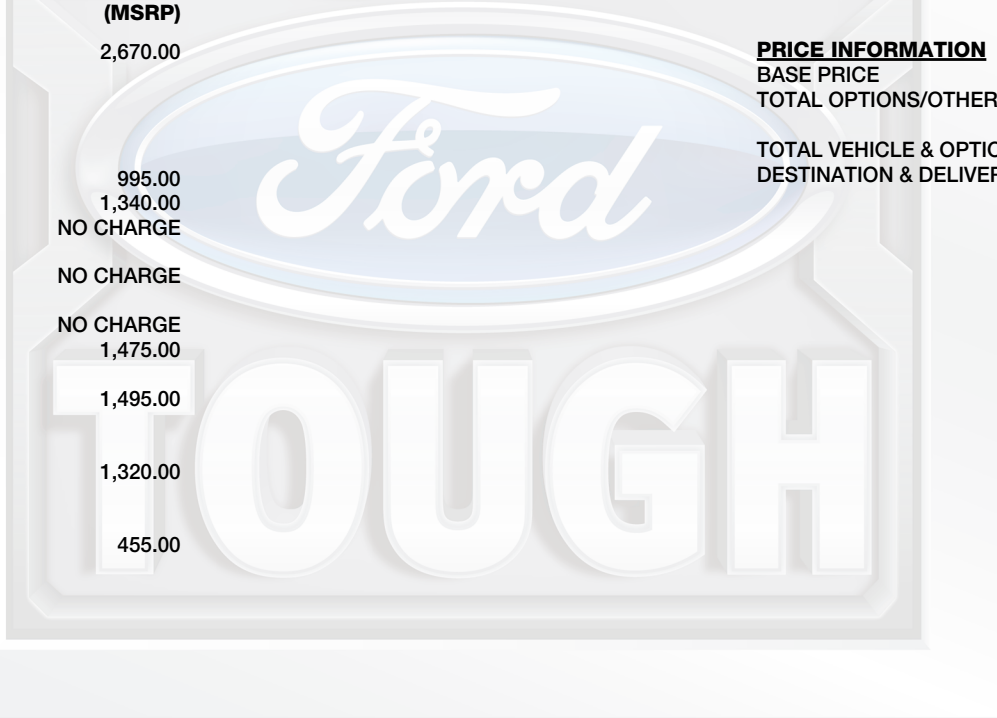 (MSRP)
2,670.00
995.00
1,340.00
NO CHARGE
NO CHARGE
NO CHARGE
1,475.00
1,495.00
1,320.00
455.00
PRICE INFORMATION
BASE PRICE
TOTAL OPTIONS/OTHER
TOTAL VEHICLE & OPTIO
DESTINATION & DELIVER
Ford
TOUGH